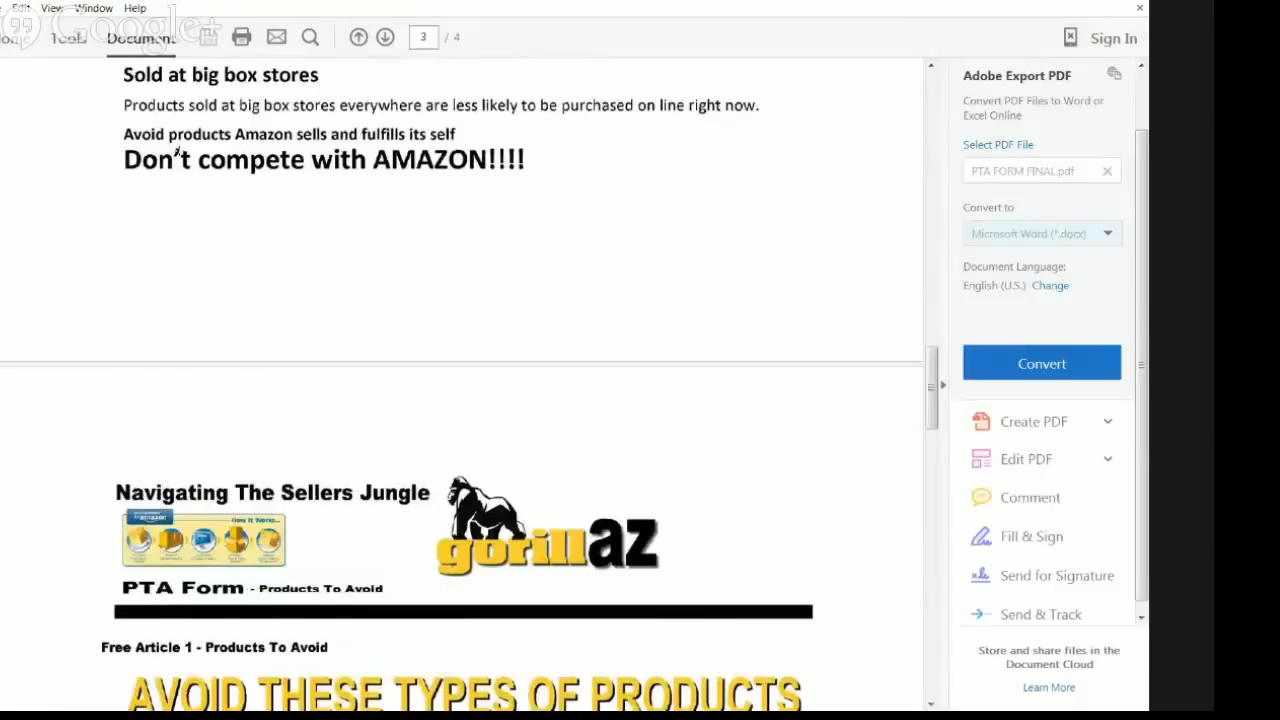 Edit View Window Help
Google+
Tools Document 3 / 4 Sign In
Sold at big box stores
Products sold at big box stores everywhere are less likely to be purchased on line right now.
Avoid products Amazon sells and fulfills its self
Don't compete with AMAZON!!!!
Navigating The Sellers Jungle
gorillaz
How It Works...
PTA Form - Products To Avoid
Free Article 1 - Products To Avoid
AVOID THESE TYPES OF PRODUCTS
Adobe Export PDF
Convert PDF Files to Word or
Excel Online
Select PDF File
PTA FORM FINAL.pdf
Convert to
Microsoft Word (*.docx)
Document Language:
English (U.S.) Change
Convert
Create PDF
Edit PDF
Comment
Fill & Sign
Send for Signature
Send & Track
Store and share files in the
Document Cloud
Learn More